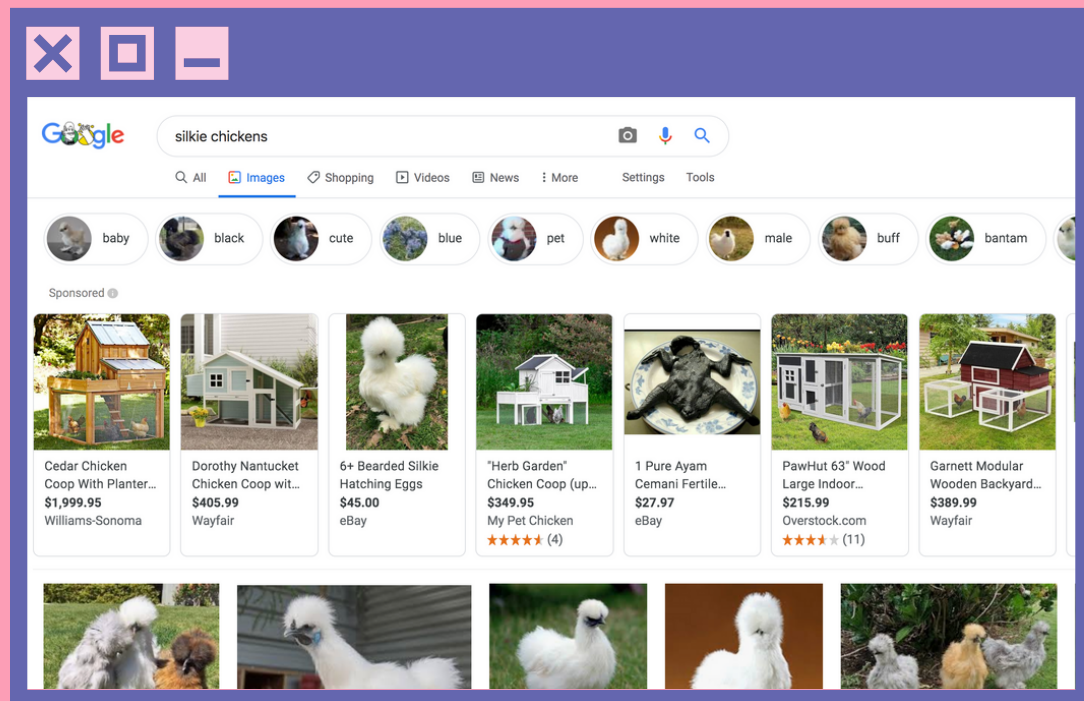 Google
silkie chickens
All Images Shopping Videos News More Settings Tools
baby black cute blue pet white male buff bantam
Sponsored
Cedar Chicken
Coop With Planter...
$1,999.95
Williams-Sonoma
Dorothy Nantucket
Chicken Coop wit...
$405.99
Wayfair
6+ Bearded Silkie
Hatching Eggs
$45.00
eBay
"Herb Garden"
Chicken Coop (up...
$349.95
My Pet Chicken
(4)
1 Pure Ayam
Cemani Fertile...
$27.97
eBay
PawHut 63" Wood
Large Indoor...
$215.99
Overstock.com
(11)
Garnett Modular
Wooden Backyard...
$389.99
Wayfair